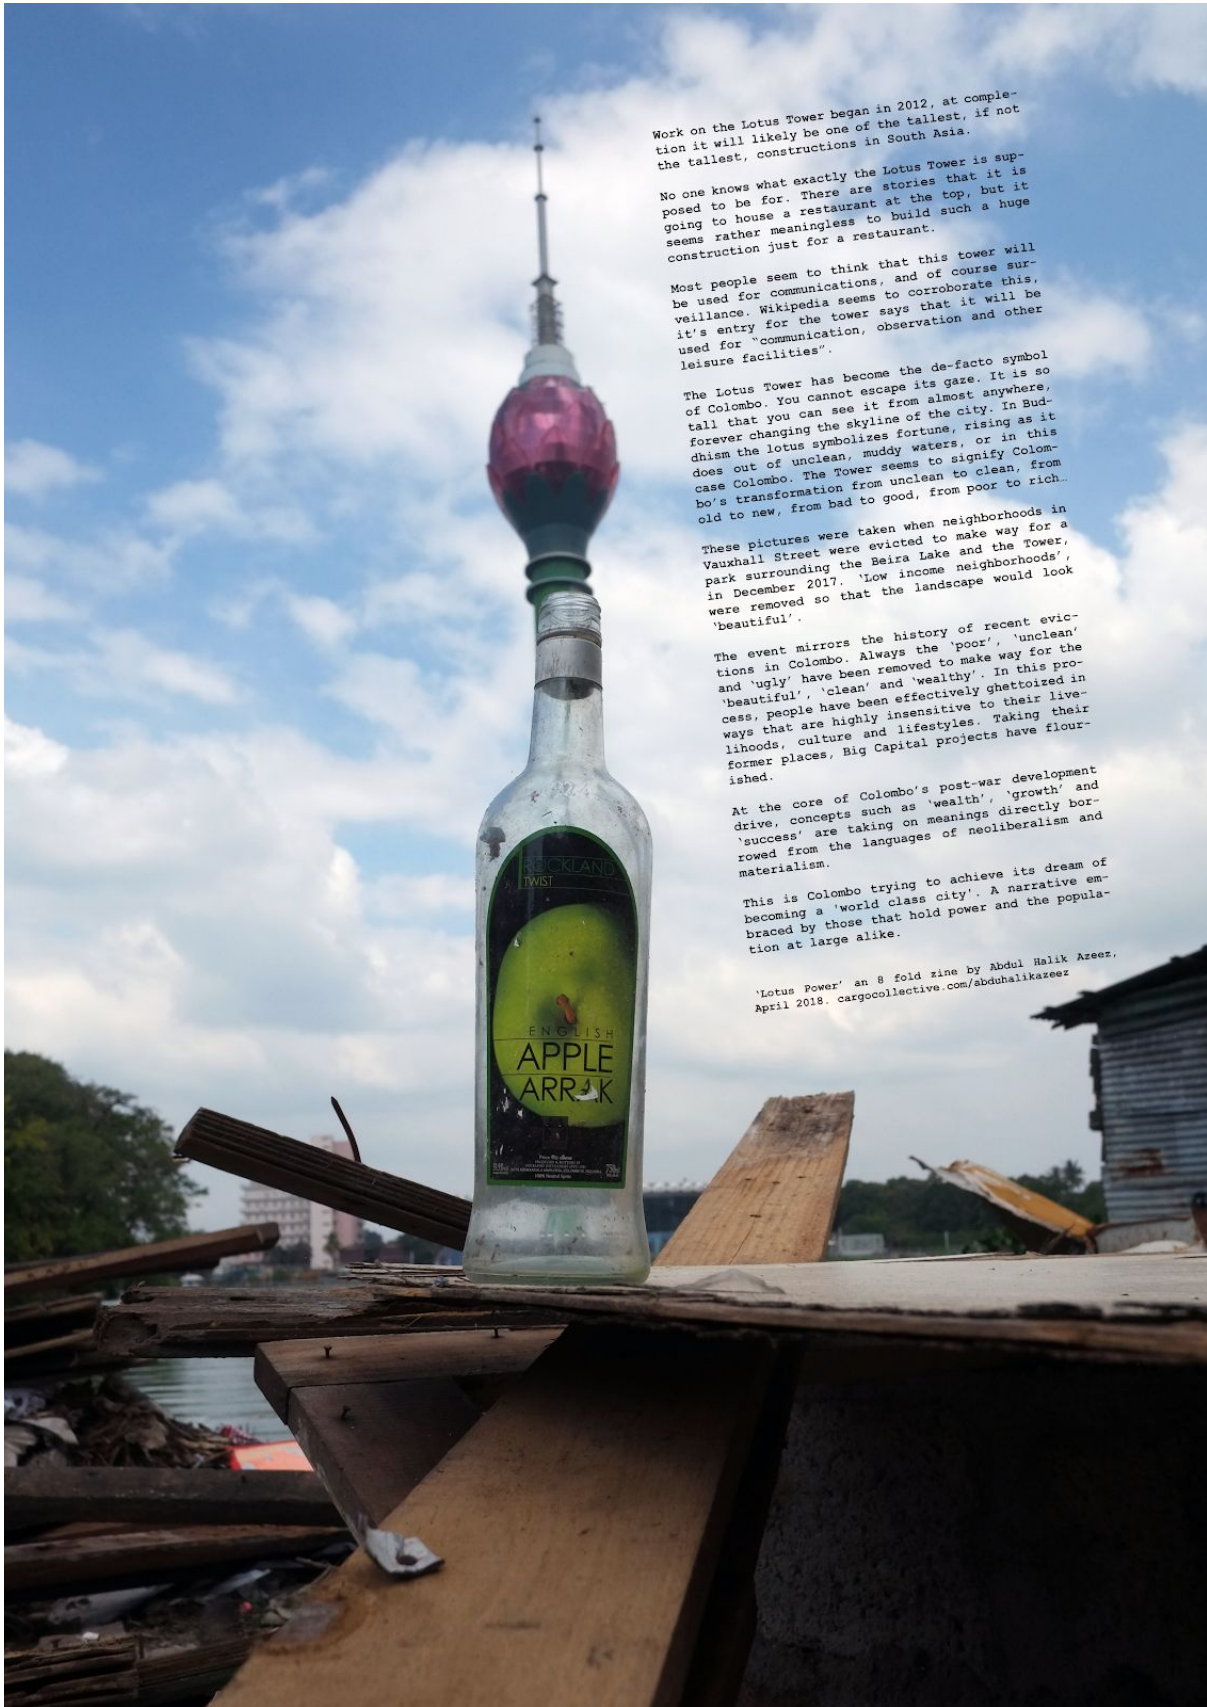 Work on the Lotus Tower began in 2012, at comple-
tion it will likely be one of the tallest, if not
the tallest, constructions in South Asia.
No one knows what exactly the Lotus Tower is sup-
posed to be for. There are stories that it is
going to house a restaurant at the top, but it
seems rather meaningless to build such a huge
construction just for a restaurant.
Most people seem to think that this tower will
be used for communications, and of course sur-
veillance. Wikipedia seems to corroborate this,
it's entry for the tower says that it will be
used for “communication, observation and other
leisure facilities”.
The Lotus Tower has become the de-facto symbol
of Colombo. You cannot escape its gaze. It is so
tall that you can see it from almost anywhere,
forever changing the skyline of the city. In Bud-
dhism the lotus symbolizes fortune, rising as it
does out of unclean, muddy waters, or in this
case Colombo. The Tower seems to signify Colom-
bo's transformation from unclean to clean, from
old to new, from bad to good, from poor to rich…
These pictures were taken when neighborhoods in
Vauxhall Street were evicted to make way for a
park surrounding the Beira Lake and the Tower,
in December 2017. ‘Low income neighborhoods’,
were removed so that the landscape would look
‘beautiful’.
The event mirrors the history of recent evic-
tions in Colombo. Always the ‘poor’, ‘unclean’
and ‘ugly’ have been removed to make way for the
‘beautiful’, ‘clean’ and ‘wealthy’. In this pro-
cess, people have been effectively ghettoized in
ways that are highly insensitive to their live-
lihoods, culture and lifestyles. Taking their
former places, Big Capital projects have flour-
ished.
At the core of Colombo's post-war development
drive, concepts such as ‘wealth’, ‘growth’ and
‘success’ are taking on meanings directly bor-
rowed from the languages of neoliberalism and
materialism.
This is Colombo trying to achieve its dream of
becoming a 'world class city'. A narrative em-
braced by those that hold power and the popula-
tion at large alike.
‘Lotus Power’ an 8 fold zine by Abdul Halik Azeez,
April 2018. cargocollective.com/abduhalikazeez
ROCKLAND
TWIST
ENGLISH
APPLE
ARRAK